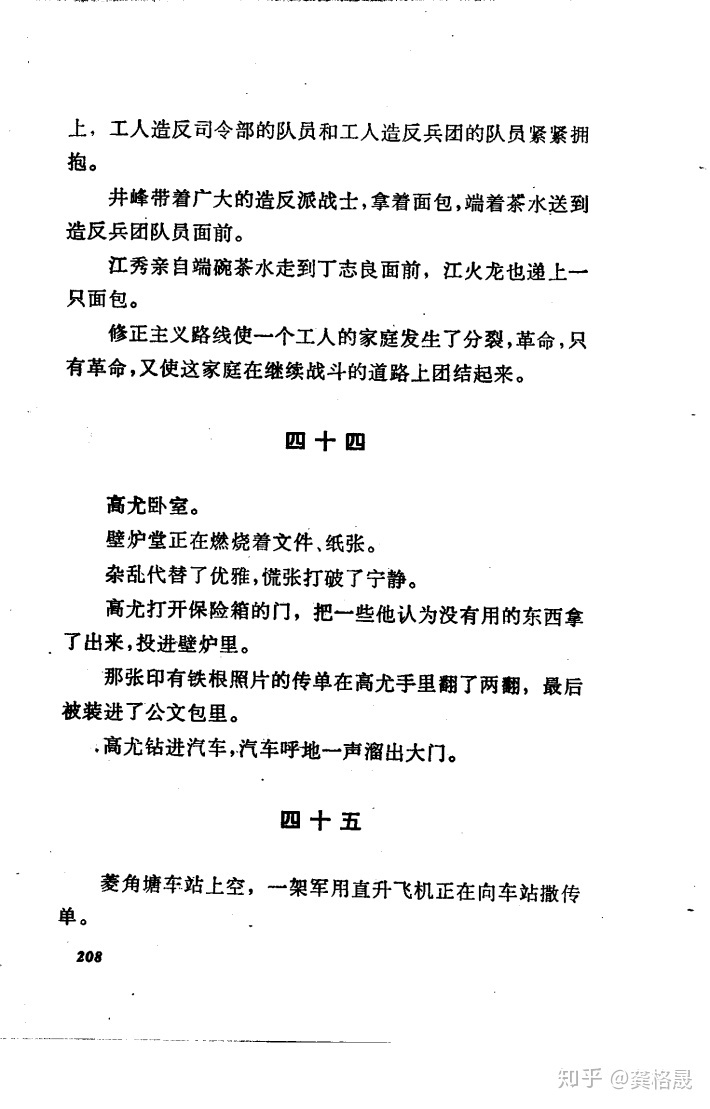 上，工人造反司令部的队员和工人造反兵团的队员紧紧拥
抱。
井峰带着广大的造反派战士，拿着面包，端着茶水送到
造反兵团队员面前。
江秀亲自端碗茶水走到丁志良面前，江火龙也递上一
只面包。
修正主义路线使一个工人的家庭发生了分裂，革命，只
有革命，又使这家庭在继续战斗的道路上团结起来。
四十四
高尤卧室。
壁炉堂正在燃烧着文件、纸张。
杂乱代替了优雅，慌张打破了宁静。
高尤打开保险箱的门，把一些他认为没有用的东西拿
了出来，投进壁炉里。
那张印有铁根照片的传单在高尤手里翻了两翻，最后
被装进了公文包里。
高尤钻进汽车，汽车呼地一声溜出大门。
四十五
菱角塘车站上空，一架军用直升飞机正在向车站撒传
单。
208
知乎 @龚格晟